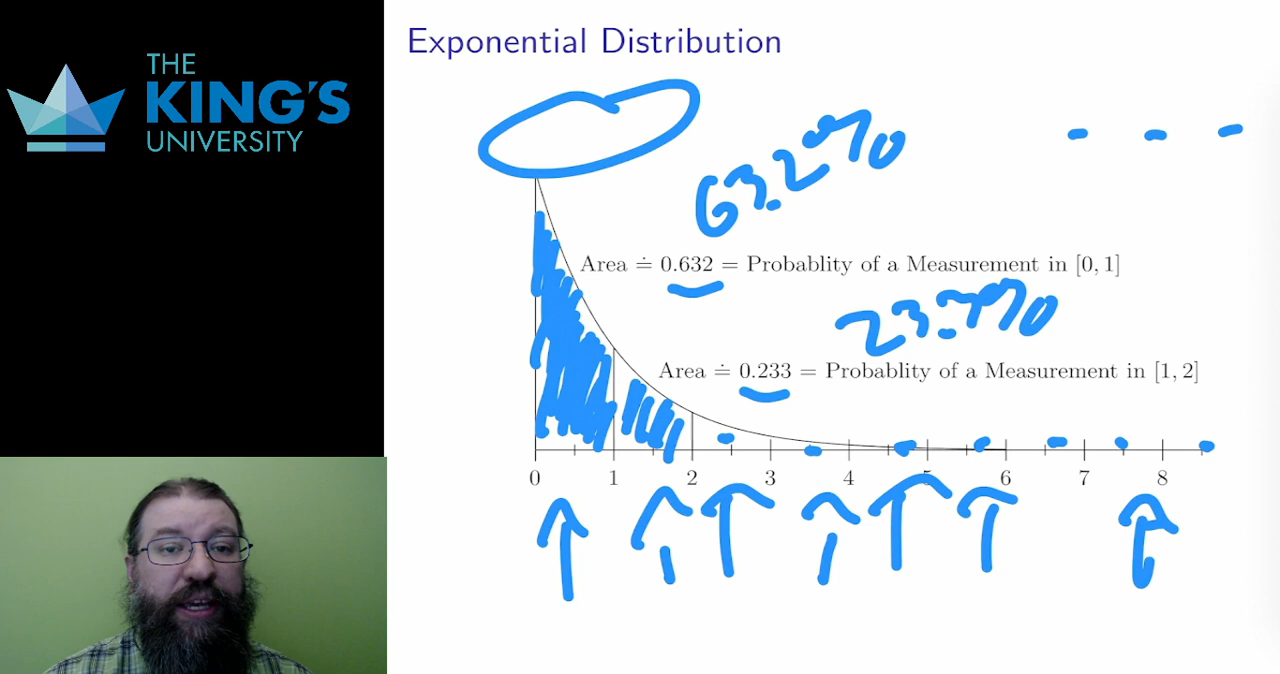 THE
KING'S
UNIVERSITY
Exponential Distribution
63.2%
Area ≐ 0.632 = Probablity of a Measurement in [0, 1]
23.3%
Area ≐ 0.233 = Probablity of a Measurement in [1, 2]
0 1 2 3 4 5 6 7 8